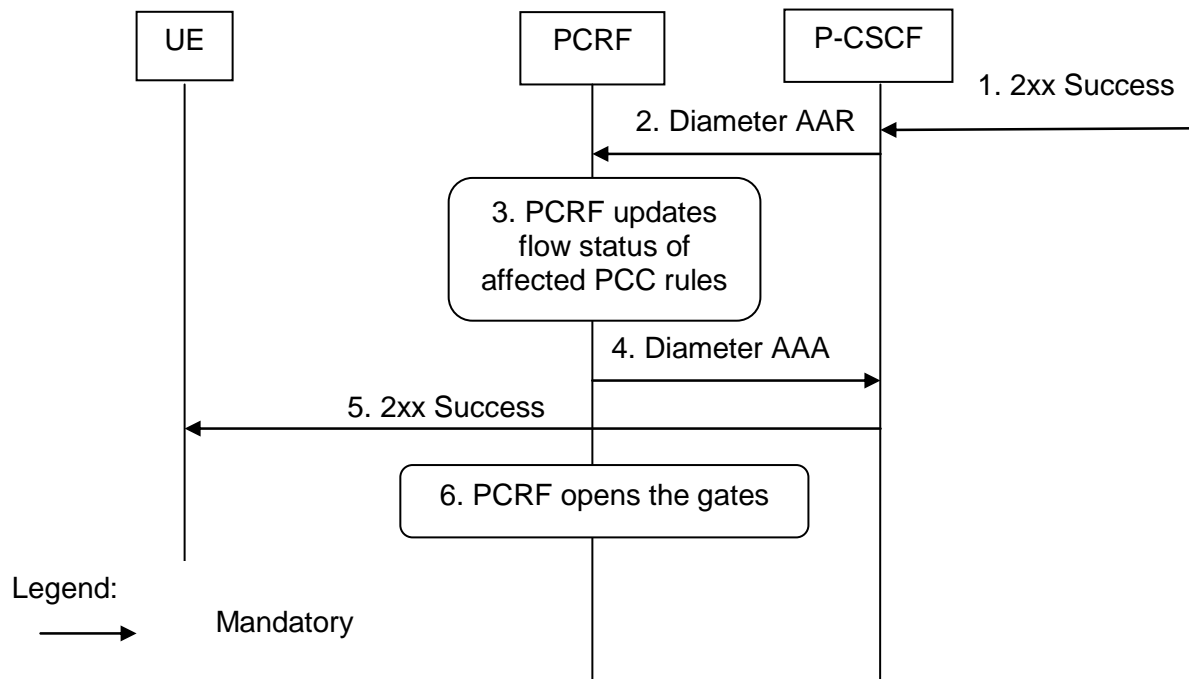 UE
PCRF
P-CSCF
1. 2xx Success
2. Diameter AAR
3. PCRF updates
flow status of
affected PCC rules
4. Diameter AAA
5. 2xx Success
6. PCRF opens the gates
Legend:
Mandatory